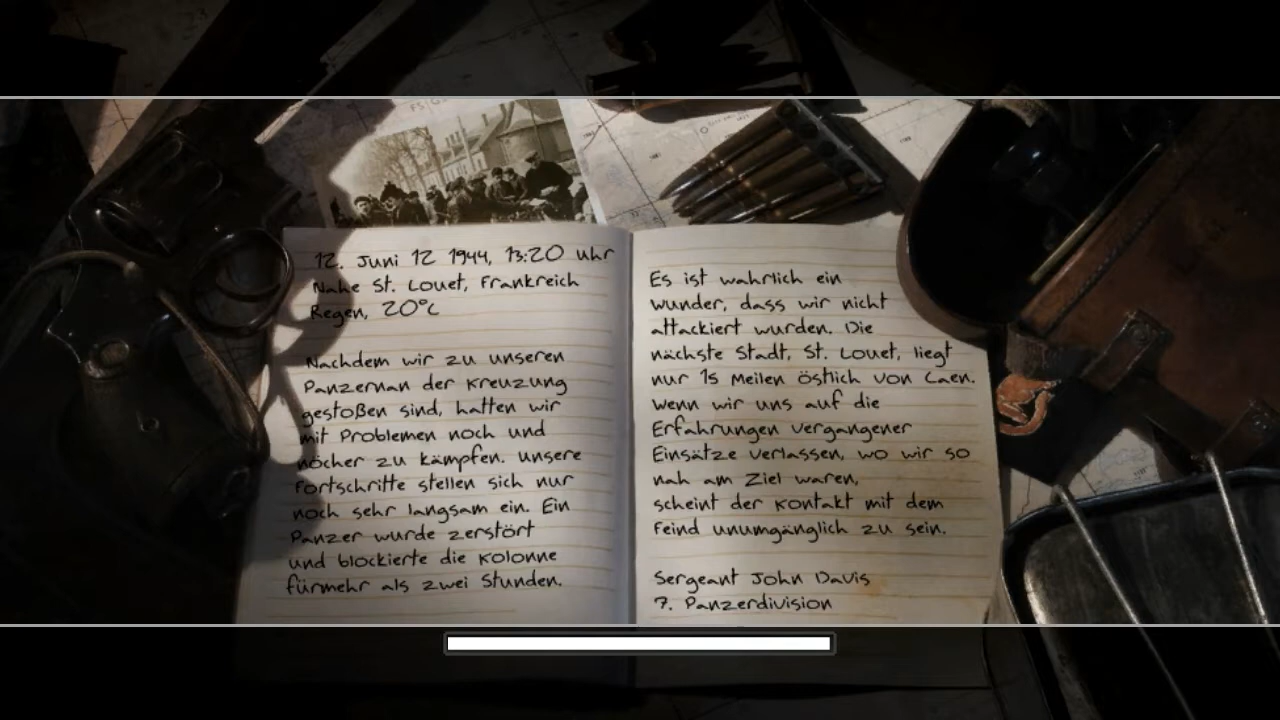 12. Juni 12 1944, 13:20 Uhr
Nahe St. Louet, Frankreich
Regen, 20°C
Nachdem wir zu unseren
Panzernan der Kreuzung
gestoßen sind, hatten wir
mit Problemen noch und
nöcher zu kämpfen. Unsere
Fortschritte stellen sich nur
noch sehr langsam ein. Ein
Panzer wurde zerstört
und blockierte die Kolonne
fürmehr als zwei Stunden.
Es ist wahrlich ein
Wunder, dass wir nicht
attackiert wurden. Die
nächste Stadt, St. Louet, liegt
nur 15 Meilen östlich von Caen.
Wenn wir uns auf die
Erfahrungen vergangener
Einsätze verlassen, wo wir so
nah am Ziel waren,
scheint der Kontakt mit dem
Feind unumgänglich zu sein.
Sergeant John Davis
7. Panzerdivision